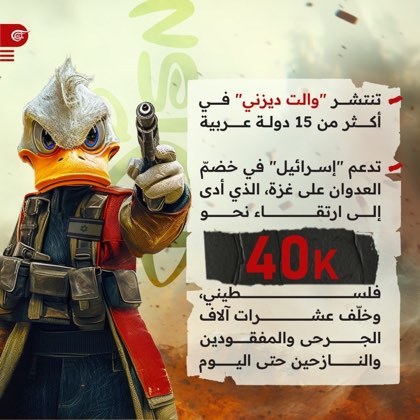 تنتشر "والت ديزني" في
أكثر من 15 دولة عربية
تدعم "إسرائيل" في خضمّ
العدوان على غزة، الذي أدى
إلى ارتقاء نحو
40K
فلسطيني،
وخلّف عشرات آلاف
الجرحى والمفقودين
والنازحين حتى اليوم